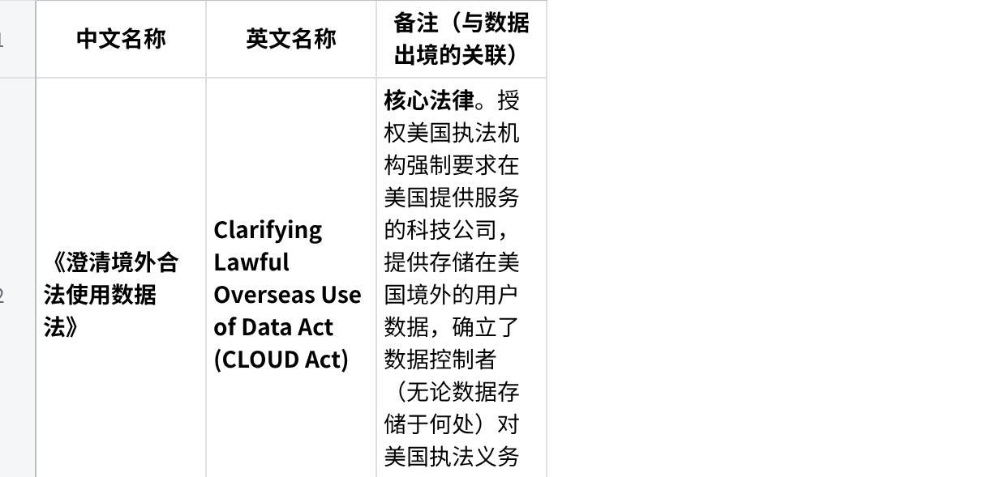 1
中文名称
英文名称
备注（与数据
出境的关联）
2
《澄清境外合
法使用数据
法》
Clarifying
Lawful
Overseas Use
of Data Act
(CLOUD Act)
核心法律。授
权美国执法机
构强制要求在
美国提供服务
的科技公司，
提供存储在美
国境外的用户
数据，确立了
数据控制者
（无论数据存
储于何处）对
美国执法义务